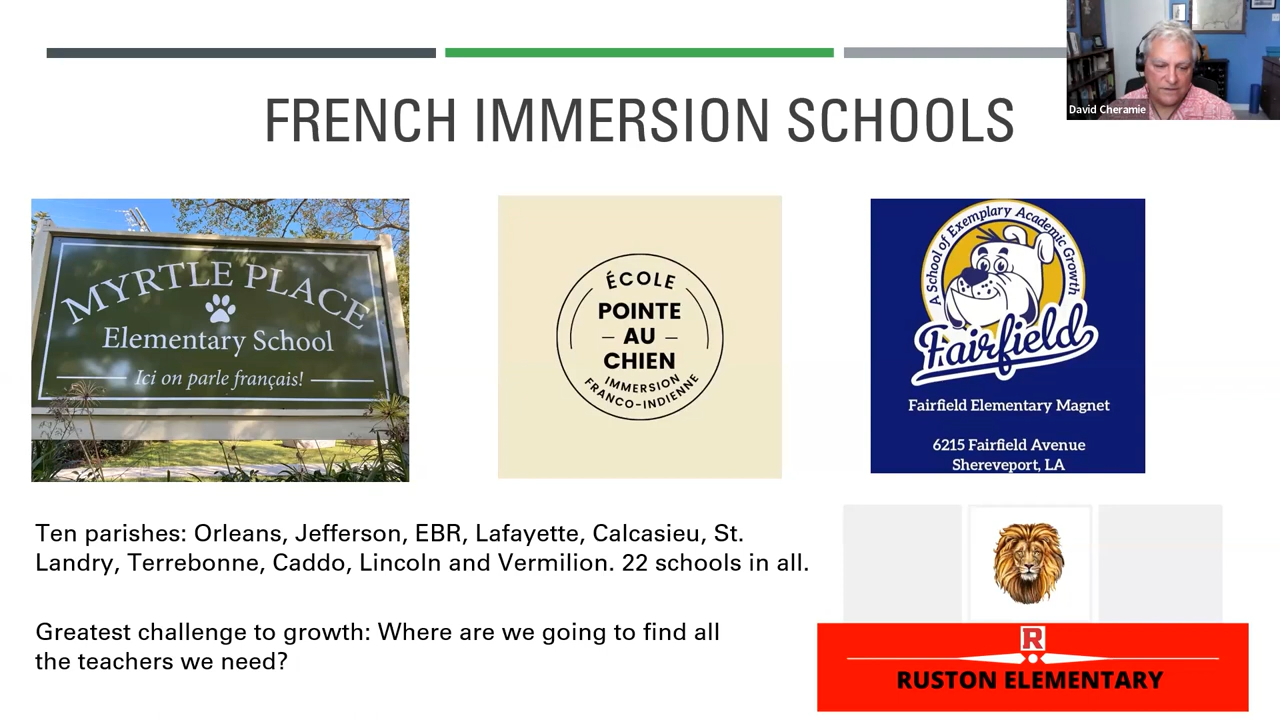 David Cheramie
FRENCH IMMERSION SCHOOLS
MYRTLE PLACE
Elementary School
Ici on parle français!
ÉCOLE
POINTE
AU
CHIEN
IMMERSION
FRANCO-INDIENNE
A School of Exemplary Academic Growth
Fairfield
Fairfield Elementary Magnet
6215 Fairfield Avenue
Shereveport, LA
Ten parishes: Orleans, Jefferson, EBR, Lafayette, Calcasieu, St.
Landry, Terrebonne, Caddo, Lincoln and Vermilion. 22 schools in all.
Greatest challenge to growth: Where are we going to find all
the teachers we need?
R
RUSTON ELEMENTARY